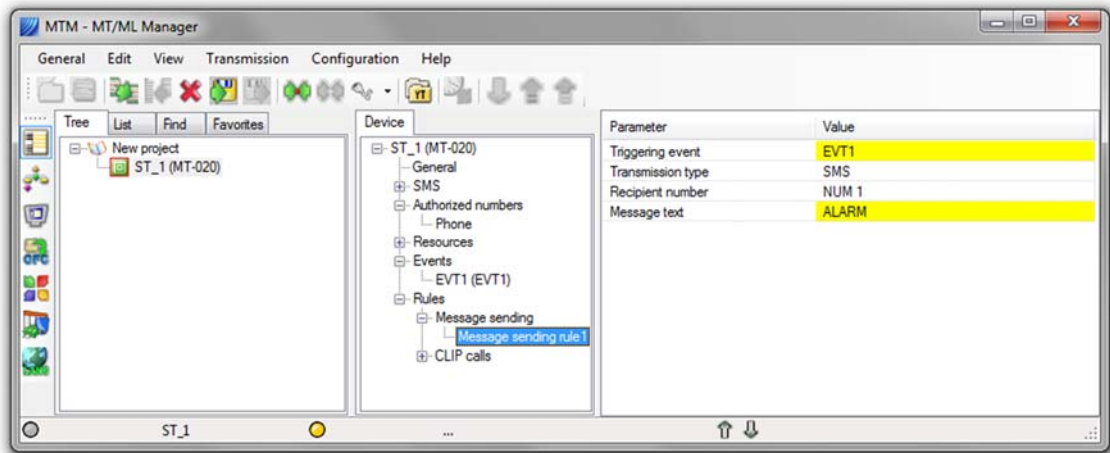 MTM - MT/ML Manager
General Edit View Transmission Configuration Help
YT
Tree List Find Favorites
New project
ST_1 (MT-020)
OPC
Device
ST_1 (MT-020)
General
SMS
Authorized numbers
Phone
Resources
Events
EVT1 (EVT1)
Rules
Message sending
Message sending rule1
CLIP calls
Parameter Value
Triggering event EVT1
Transmission type SMS
Recipient number NUM 1
Message text ALARM
ST_1 ...